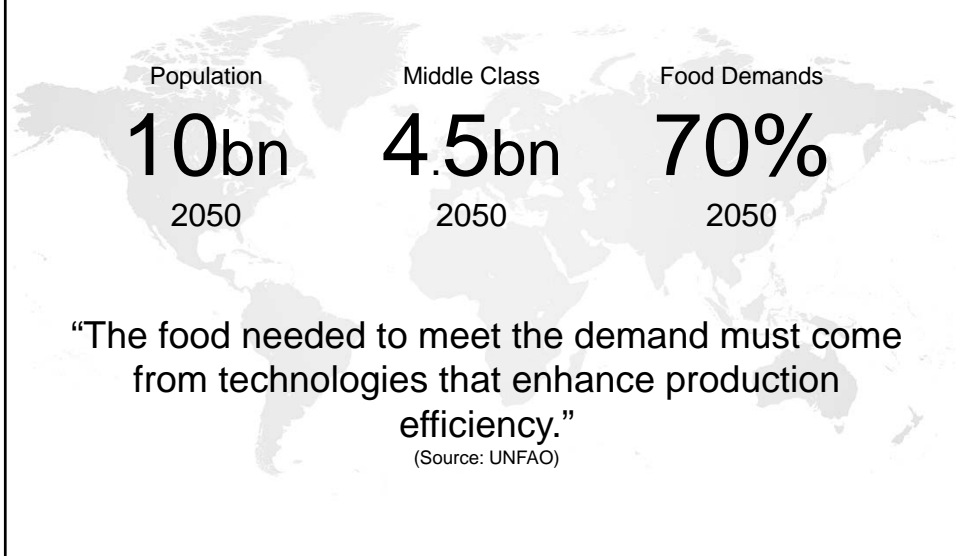 Population Middle Class Food Demands
10bn 4.5bn 70%
2050 2050 2050
“The food needed to meet the demand must come
from technologies that enhance production
efficiency.”
(Source: UNFAO)